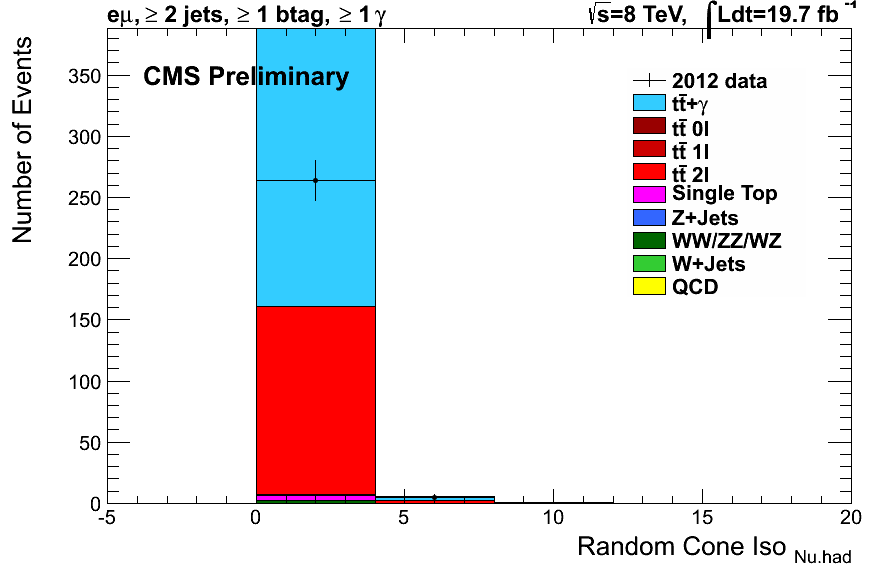 eμ, ≥ 2 jets, ≥ 1 btag, ≥ 1 γ
√s=8 TeV, ∫Ldt=19.7 fb⁻¹
CMS Preliminary
Number of Events
350
300
250
200
150
100
50
0
2012 data
tt̄+γ
tt̄ 0l
tt̄ 1l
tt̄ 2l
Single Top
Z+Jets
WW/ZZ/WZ
W+Jets
QCD
-5 0 5 10 15 20
Random Cone Iso Nu.had